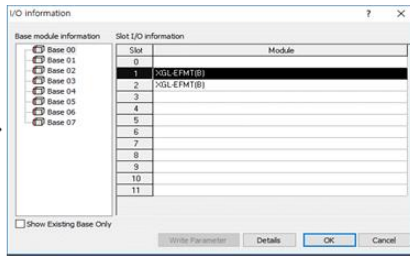 I/O information
? X
Base module information
Base 00
Base 01
Base 02
Base 03
Base 04
Base 05
Base 06
Base 07
Show Existing Base Only
Slot I/O information
Slot Module
0
1 XGL-EFMT(B)
2 XGL-EFMT(B)
3
4
5
6
7
8
9
10
11
Write Parameter Details OK Cancel